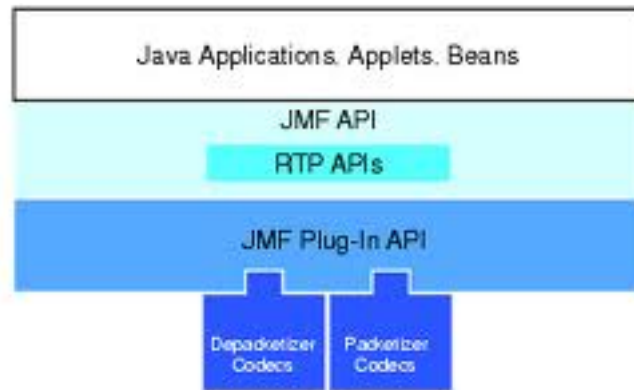 Java Applications, Applets, Beans
JMF API
RTP APIs
JMF Plug-In API
Depacketizer
Codecs
Packetizer
Codecs